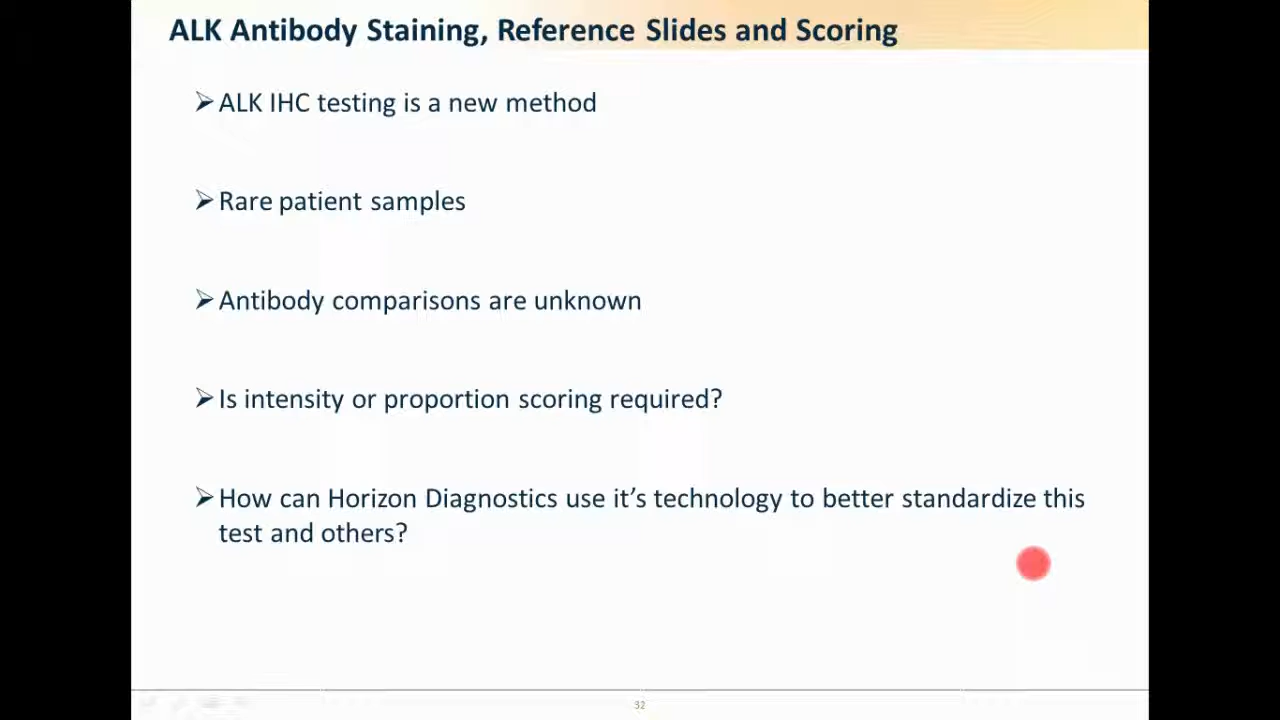 ALK Antibody Staining, Reference Slides and Scoring
ALK IHC testing is a new method
Rare patient samples
Antibody comparisons are unknown
Is intensity or proportion scoring required?
How can Horizon Diagnostics use it's technology to better standardize this
test and others?
32